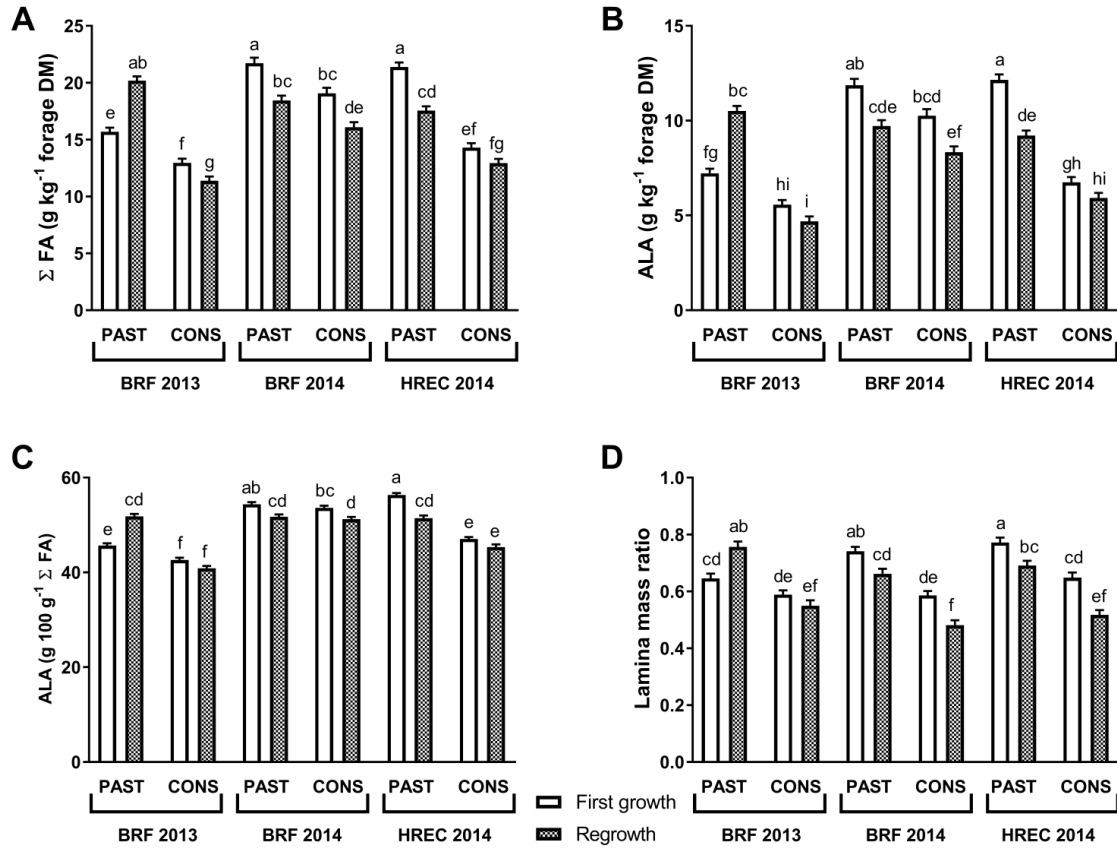 A
Σ FA (g kg⁻¹ forage DM)
25
20
15
10
5
0
e
ab
f
g
a
bc
bc
de
a
cd
ef
fg
PAST CONS PAST CONS PAST CONS
BRF 2013 BRF 2014 HREC 2014
B
ALA (g kg⁻¹ forage DM)
15
10
5
0
fg
bc
hi
i
ab
cde
bcd
ef
a
de
gh
hi
PAST CONS PAST CONS PAST CONS
BRF 2013 BRF 2014 HREC 2014
C
ALA (g 100 g⁻¹ Σ FA)
60
40
20
0
e
cd
f
f
ab
cd
bc
d
a
cd
e
e
PAST CONS PAST CONS PAST CONS
BRF 2013 BRF 2014 HREC 2014
D
Lamina mass ratio
1.0
0.8
0.6
0.4
0.2
0.0
cd
ab
de
ef
ab
cd
de
f
a
bc
cd
ef
PAST CONS PAST CONS PAST CONS
BRF 2013 BRF 2014 HREC 2014
First growth
Regrowth